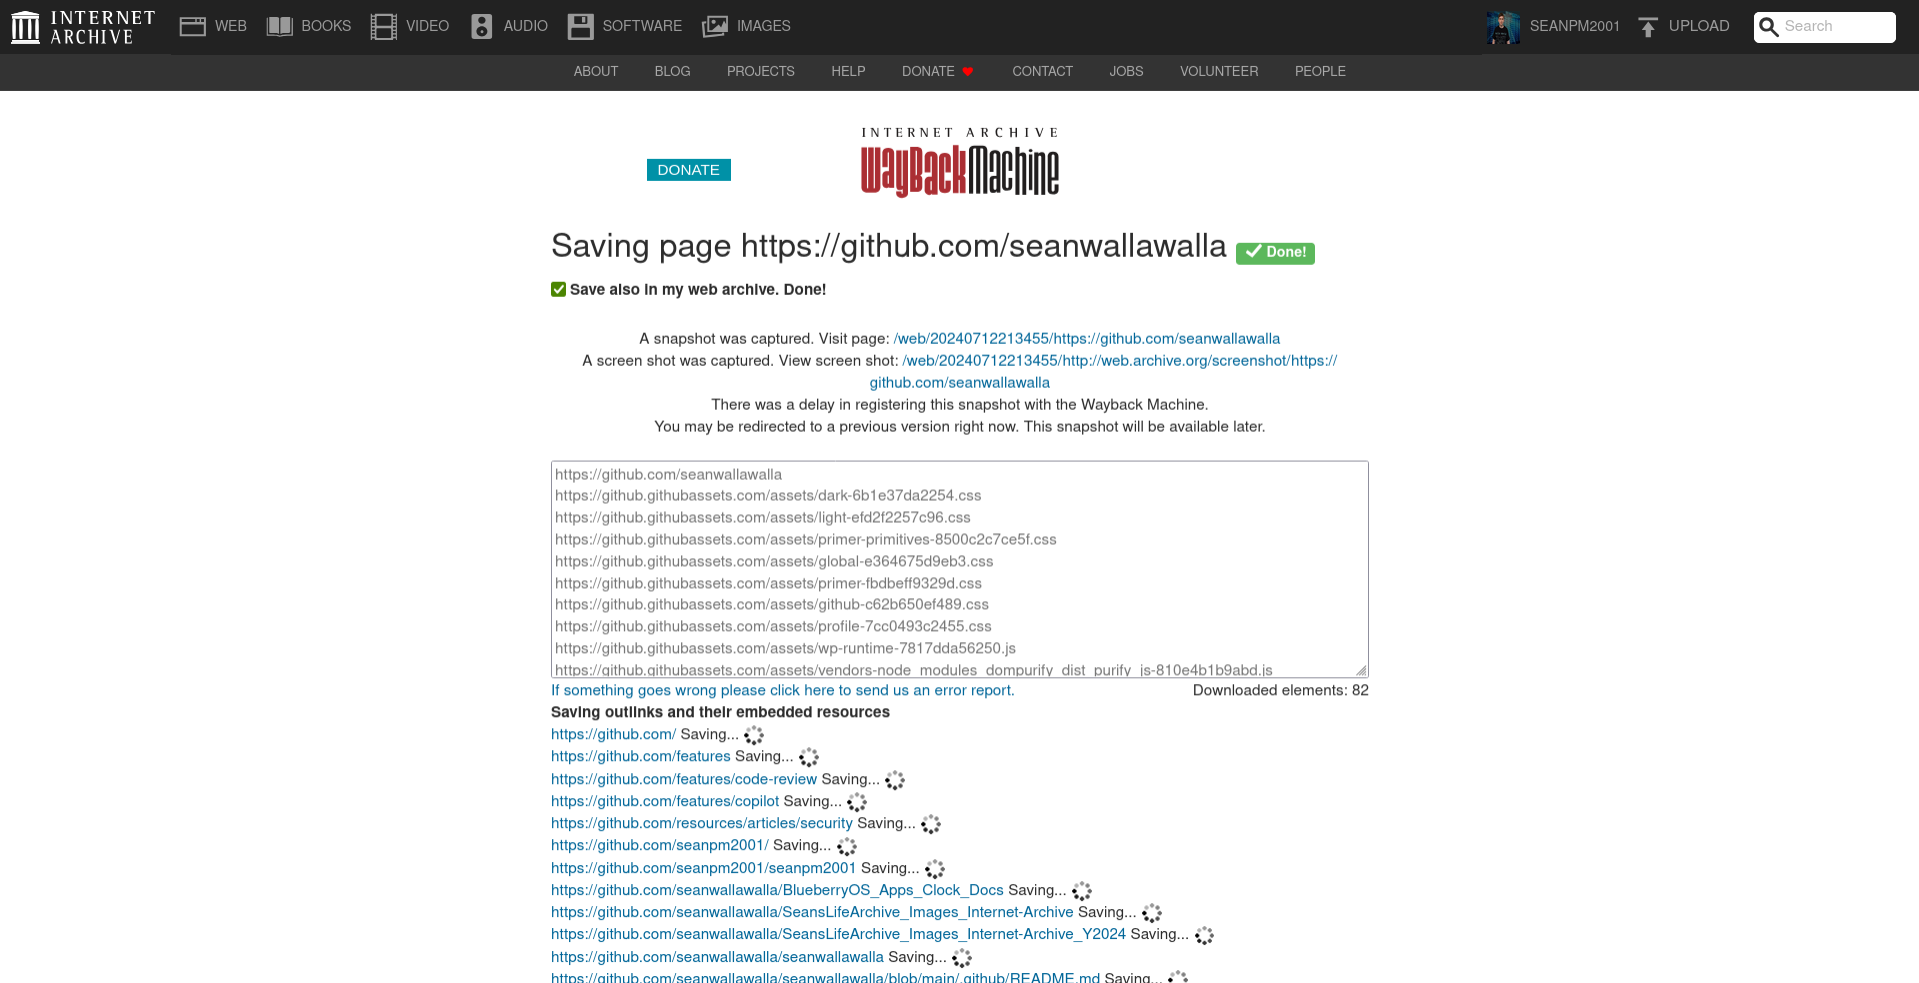 INTERNET ARCHIVE
WEB
BOOKS
VIDEO
AUDIO
SOFTWARE
IMAGES
SEANPM2001
UPLOAD
Search
ABOUT
BLOG
PROJECTS
HELP
DONATE
CONTACT
JOBS
VOLUNTEER
PEOPLE
INTERNET ARCHIVE
WayBackMachine
DONATE
Saving page https://github.com/seanwallawalla Done!
Save also in my web archive. Done!
A snapshot was captured. Visit page: /web/20240712213455/https://github.com/seanwallawalla
A screen shot was captured. View screen shot: /web/20240712213455/http://web.archive.org/screenshot/https://
github.com/seanwallawalla
There was a delay in registering this snapshot with the Wayback Machine.
You may be redirected to a previous version right now. This snapshot will be available later.
https://github.com/seanwallawalla
https://github.githubassets.com/assets/dark-6b1e37da2254.css
https://github.githubassets.com/assets/light-efd2f2257c96.css
https://github.githubassets.com/assets/primer-primitives-8500c2c7ce5f.css
https://github.githubassets.com/assets/global-e364675d9eb3.css
https://github.githubassets.com/assets/primer-fbdbeff9329d.css
https://github.githubassets.com/assets/github-c62b650ef489.css
https://github.githubassets.com/assets/profile-7cc0493c2455.css
https://github.githubassets.com/assets/wp-runtime-7817dda56250.js
https://github.githubassets.com/assets/vendors-node_modules_dompurify_dist_purify_js-810e4b1b9abd.js
If something goes wrong please click here to send us an error report.
Downloaded elements: 82
Saving outlinks and their embedded resources
https://github.com/ Saving...
https://github.com/features Saving...
https://github.com/features/code-review Saving...
https://github.com/features/copilot Saving...
https://github.com/resources/articles/security Saving...
https://github.com/seanpm2001/ Saving...
https://github.com/seanpm2001/seanpm2001 Saving...
https://github.com/seanwallawalla/BlueberryOS_Apps_Clock_Docs Saving...
https://github.com/seanwallawalla/SeansLifeArchive_Images_Internet-Archive Saving...
https://github.com/seanwallawalla/SeansLifeArchive_Images_Internet-Archive_Y2024 Saving...
https://github.com/seanwallawalla/seanwallawalla Saving...
https://github.com/seanwallawalla/seanwallawalla/blob/main/.github/README.md Saving...